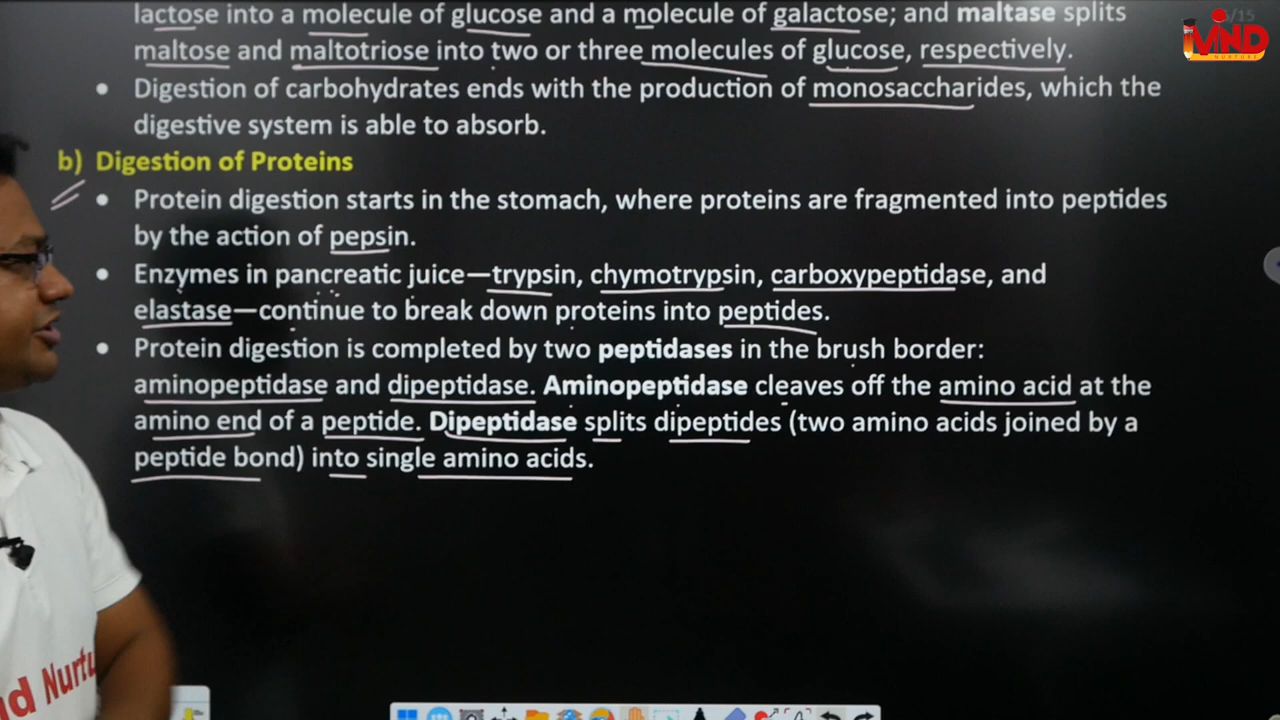 lactose into a molecule of glucose and a molecule of galactose; and maltase splits
maltose and maltotriose into two or three molecules of glucose, respectively.
• Digestion of carbohydrates ends with the production of monosaccharides, which the
digestive system is able to absorb.
b) Digestion of Proteins
• Protein digestion starts in the stomach, where proteins are fragmented into peptides
by the action of pepsin.
• Enzymes in pancreatic juice—trypsin, chymotrypsin, carboxypeptidase, and
elastase—continue to break down proteins into peptides.
• Protein digestion is completed by two peptidases in the brush border:
aminopeptidase and dipeptidase. Aminopeptidase cleaves off the amino acid at the
amino end of a peptide. Dipeptidase splits dipeptides (two amino acids joined by a
peptide bond) into single amino acids.
/15
MIND
NURTURE
nd Nurtu